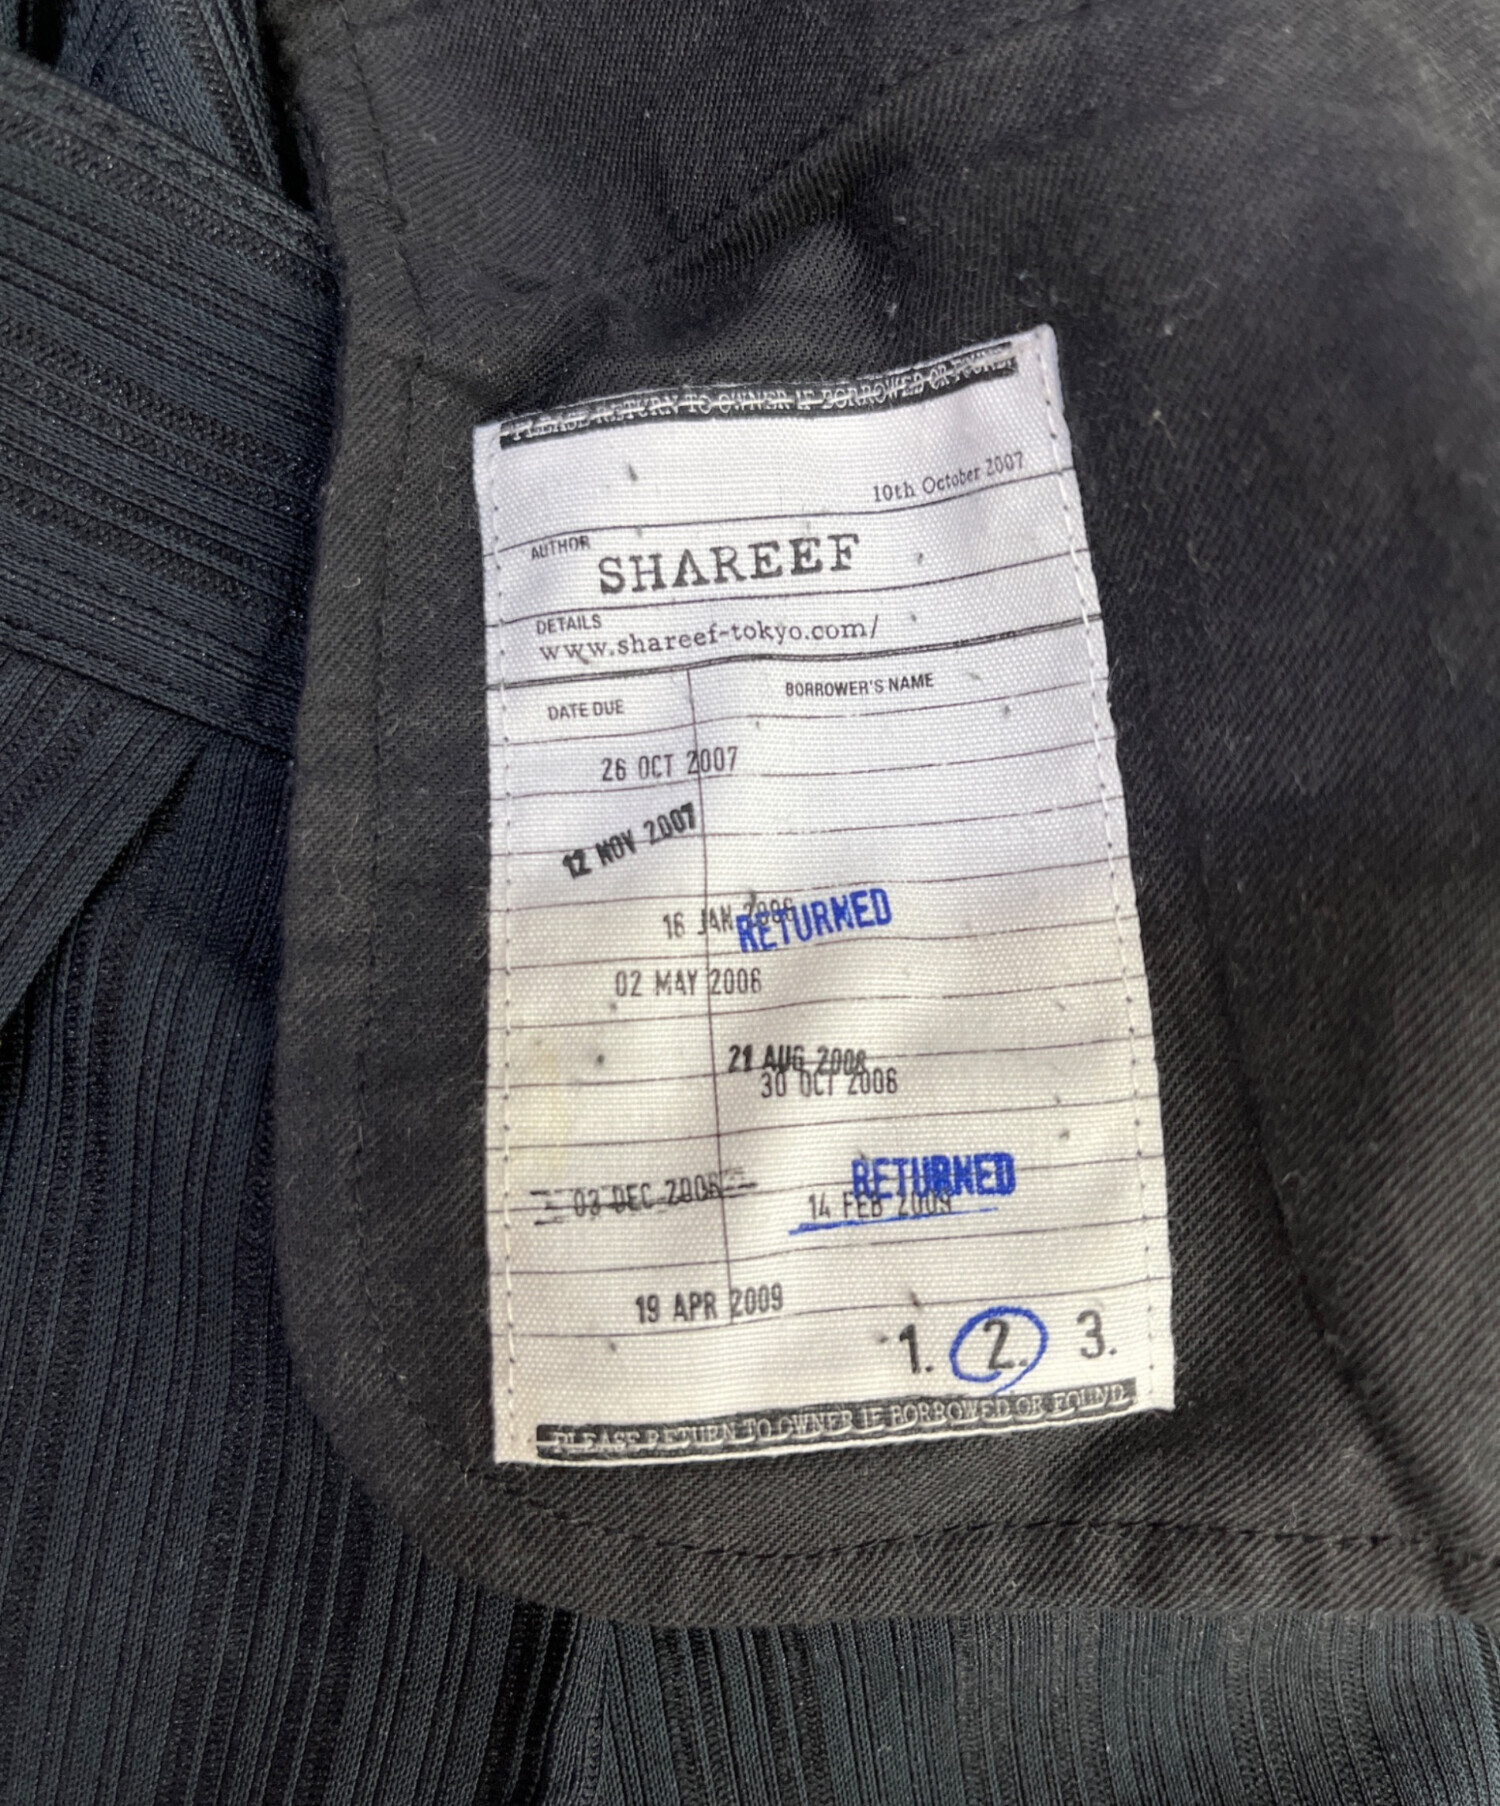 PLEASE RETURN TO OWNER IF BORROWED OR FOUND
10th October 2007
AUTHOR SHAREEF
DETAILS
www.shareef-tokyo.com/
DATE DUE BORROWER'S NAME
26 OCT 2007
12 NOV 2007
16 JAN 2008 RETURNED
02 MAY 2008
21 AUG 2008
30 OCT 2008
03 DEC 2008 RETURNED
14 FEB 2009
19 APR 2009
1. 2. 3.
PLEASE RETURN TO OWNER IF BORROWED OR FOUND.